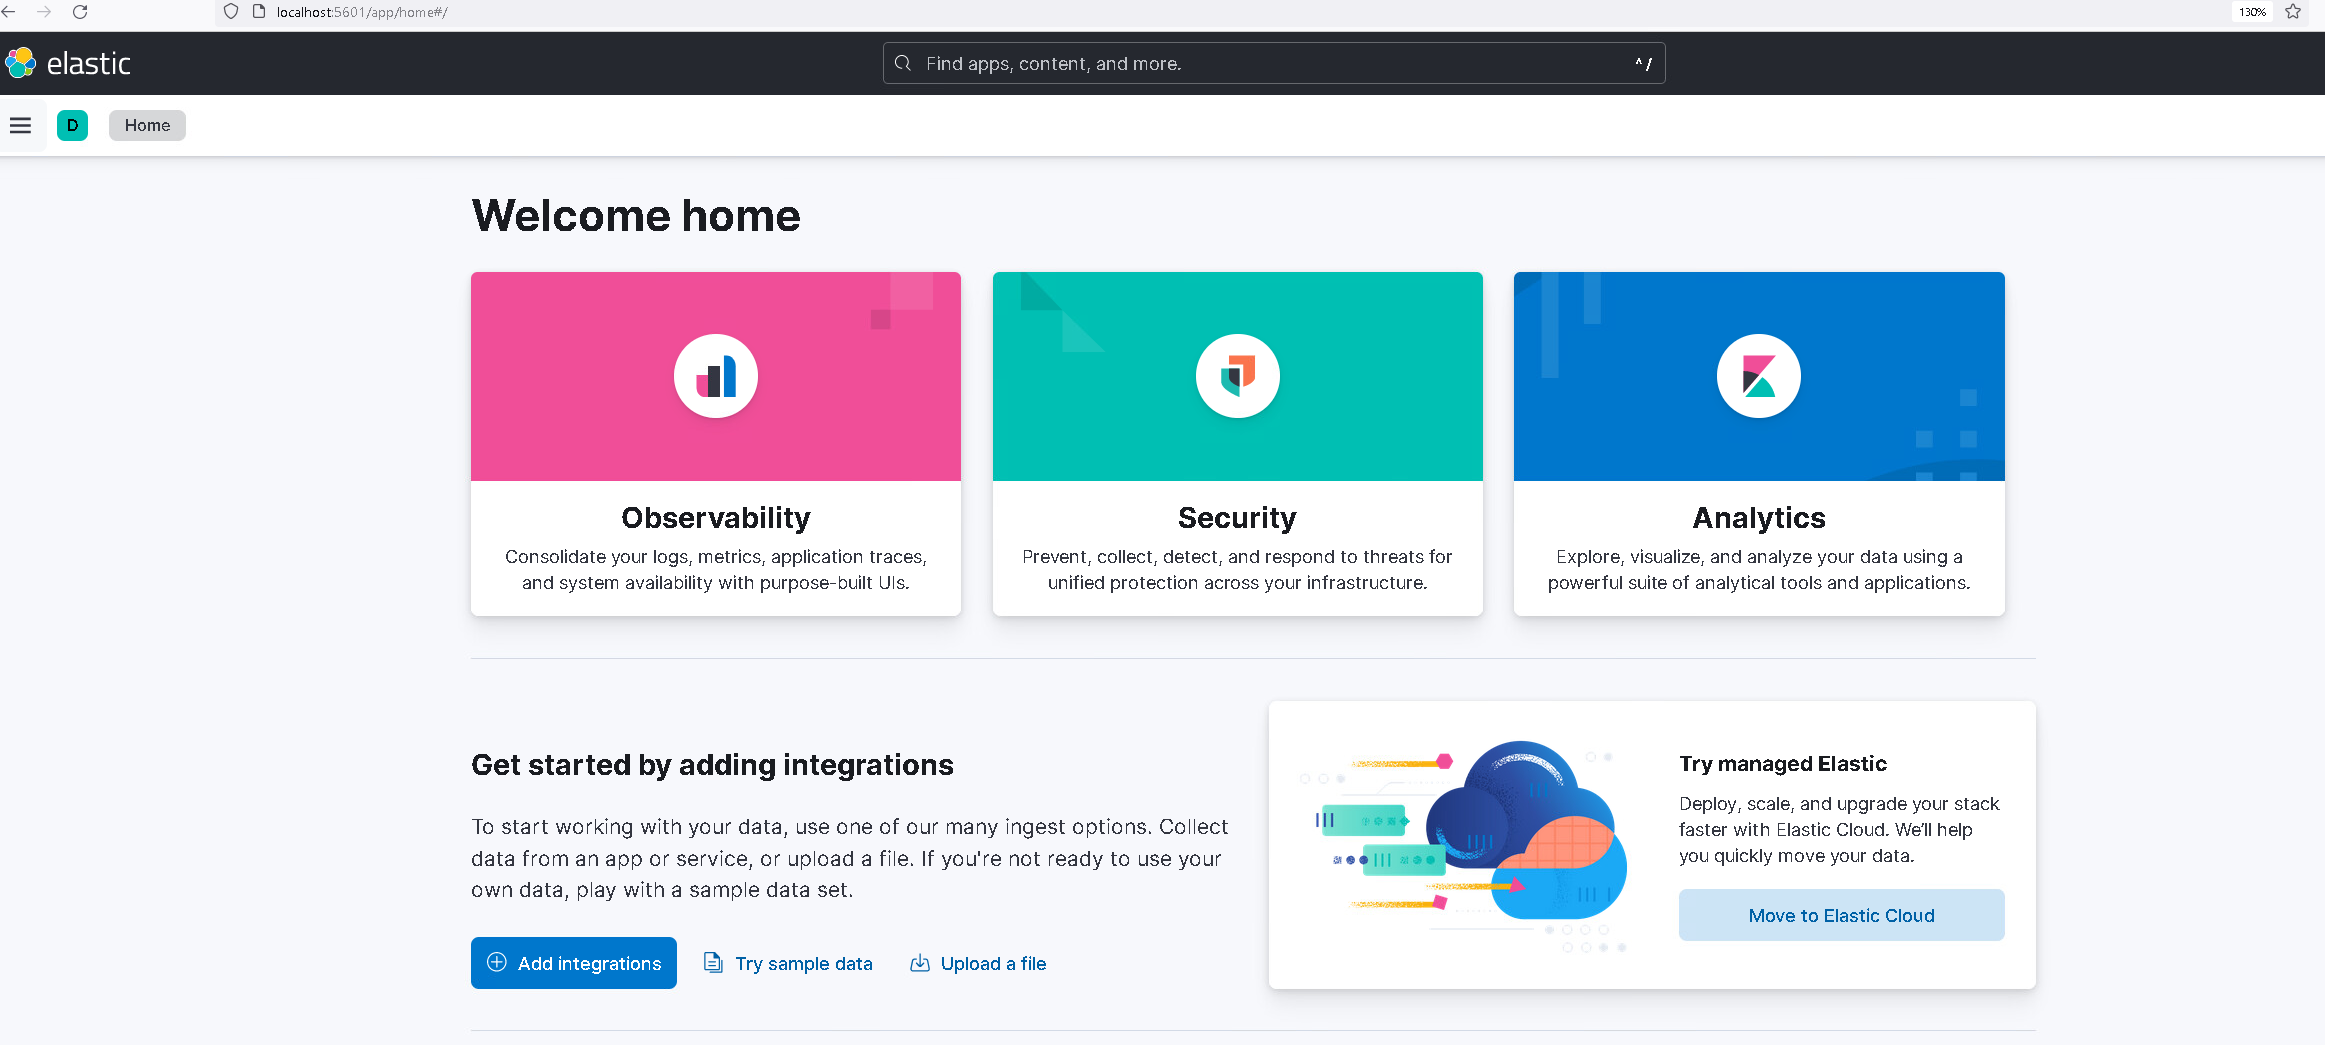 localhost:5601/app/home#/
130%
elastic
Find apps, content, and more.
^/
D
Home
Welcome home
Observability
Consolidate your logs, metrics, application traces,
and system availability with purpose-built UIs.
Security
Prevent, collect, detect, and respond to threats for
unified protection across your infrastructure.
Analytics
Explore, visualize, and analyze your data using a
powerful suite of analytical tools and applications.
Get started by adding integrations
To start working with your data, use one of our many ingest options. Collect
data from an app or service, or upload a file. If you're not ready to use your
own data, play with a sample data set.
Add integrations
Try sample data
Upload a file
Try managed Elastic
Deploy, scale, and upgrade your stack
faster with Elastic Cloud. We’ll help
you quickly move your data.
Move to Elastic Cloud